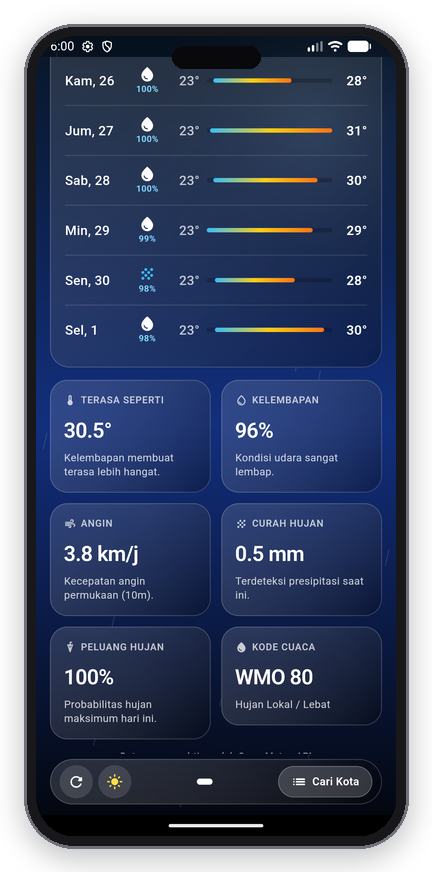 6:00
Kam, 26 100% 23° 28°
Jum, 27 100% 23° 31°
Sab, 28 100% 23° 30°
Min, 29 99% 23° 29°
Sen, 30 98% 23° 28°
Sel, 1 98% 23° 30°
TERASA SEPERTI
30.5°
Kelembapan membuat
terasa lebih hangat.
KELEMBAPAN
96%
Kondisi udara sangat
lembap.
ANGIN
3.8 km/j
Kecepatan angin
permukaan (10m).
CURAH HUJAN
0.5 mm
Terdeteksi presipitasi saat
ini.
PELUANG HUJAN
100%
Probabilitas hujan
maksimum hari ini.
KODE CUACA
WMO 80
Hujan Lokal / Lebat
Cari Kota